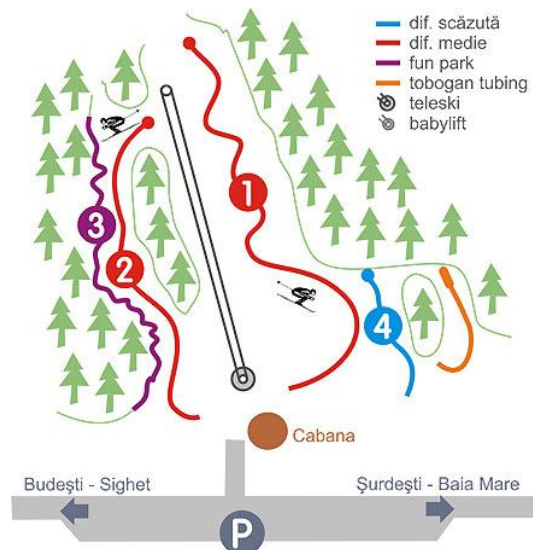 dif. scăzută
dif. medie
fun park
tobogan tubing
teleski
babylift
1
3
2
4
Cabana
Budeşti - Sighet
Şurdeşti - Baia Mare
P